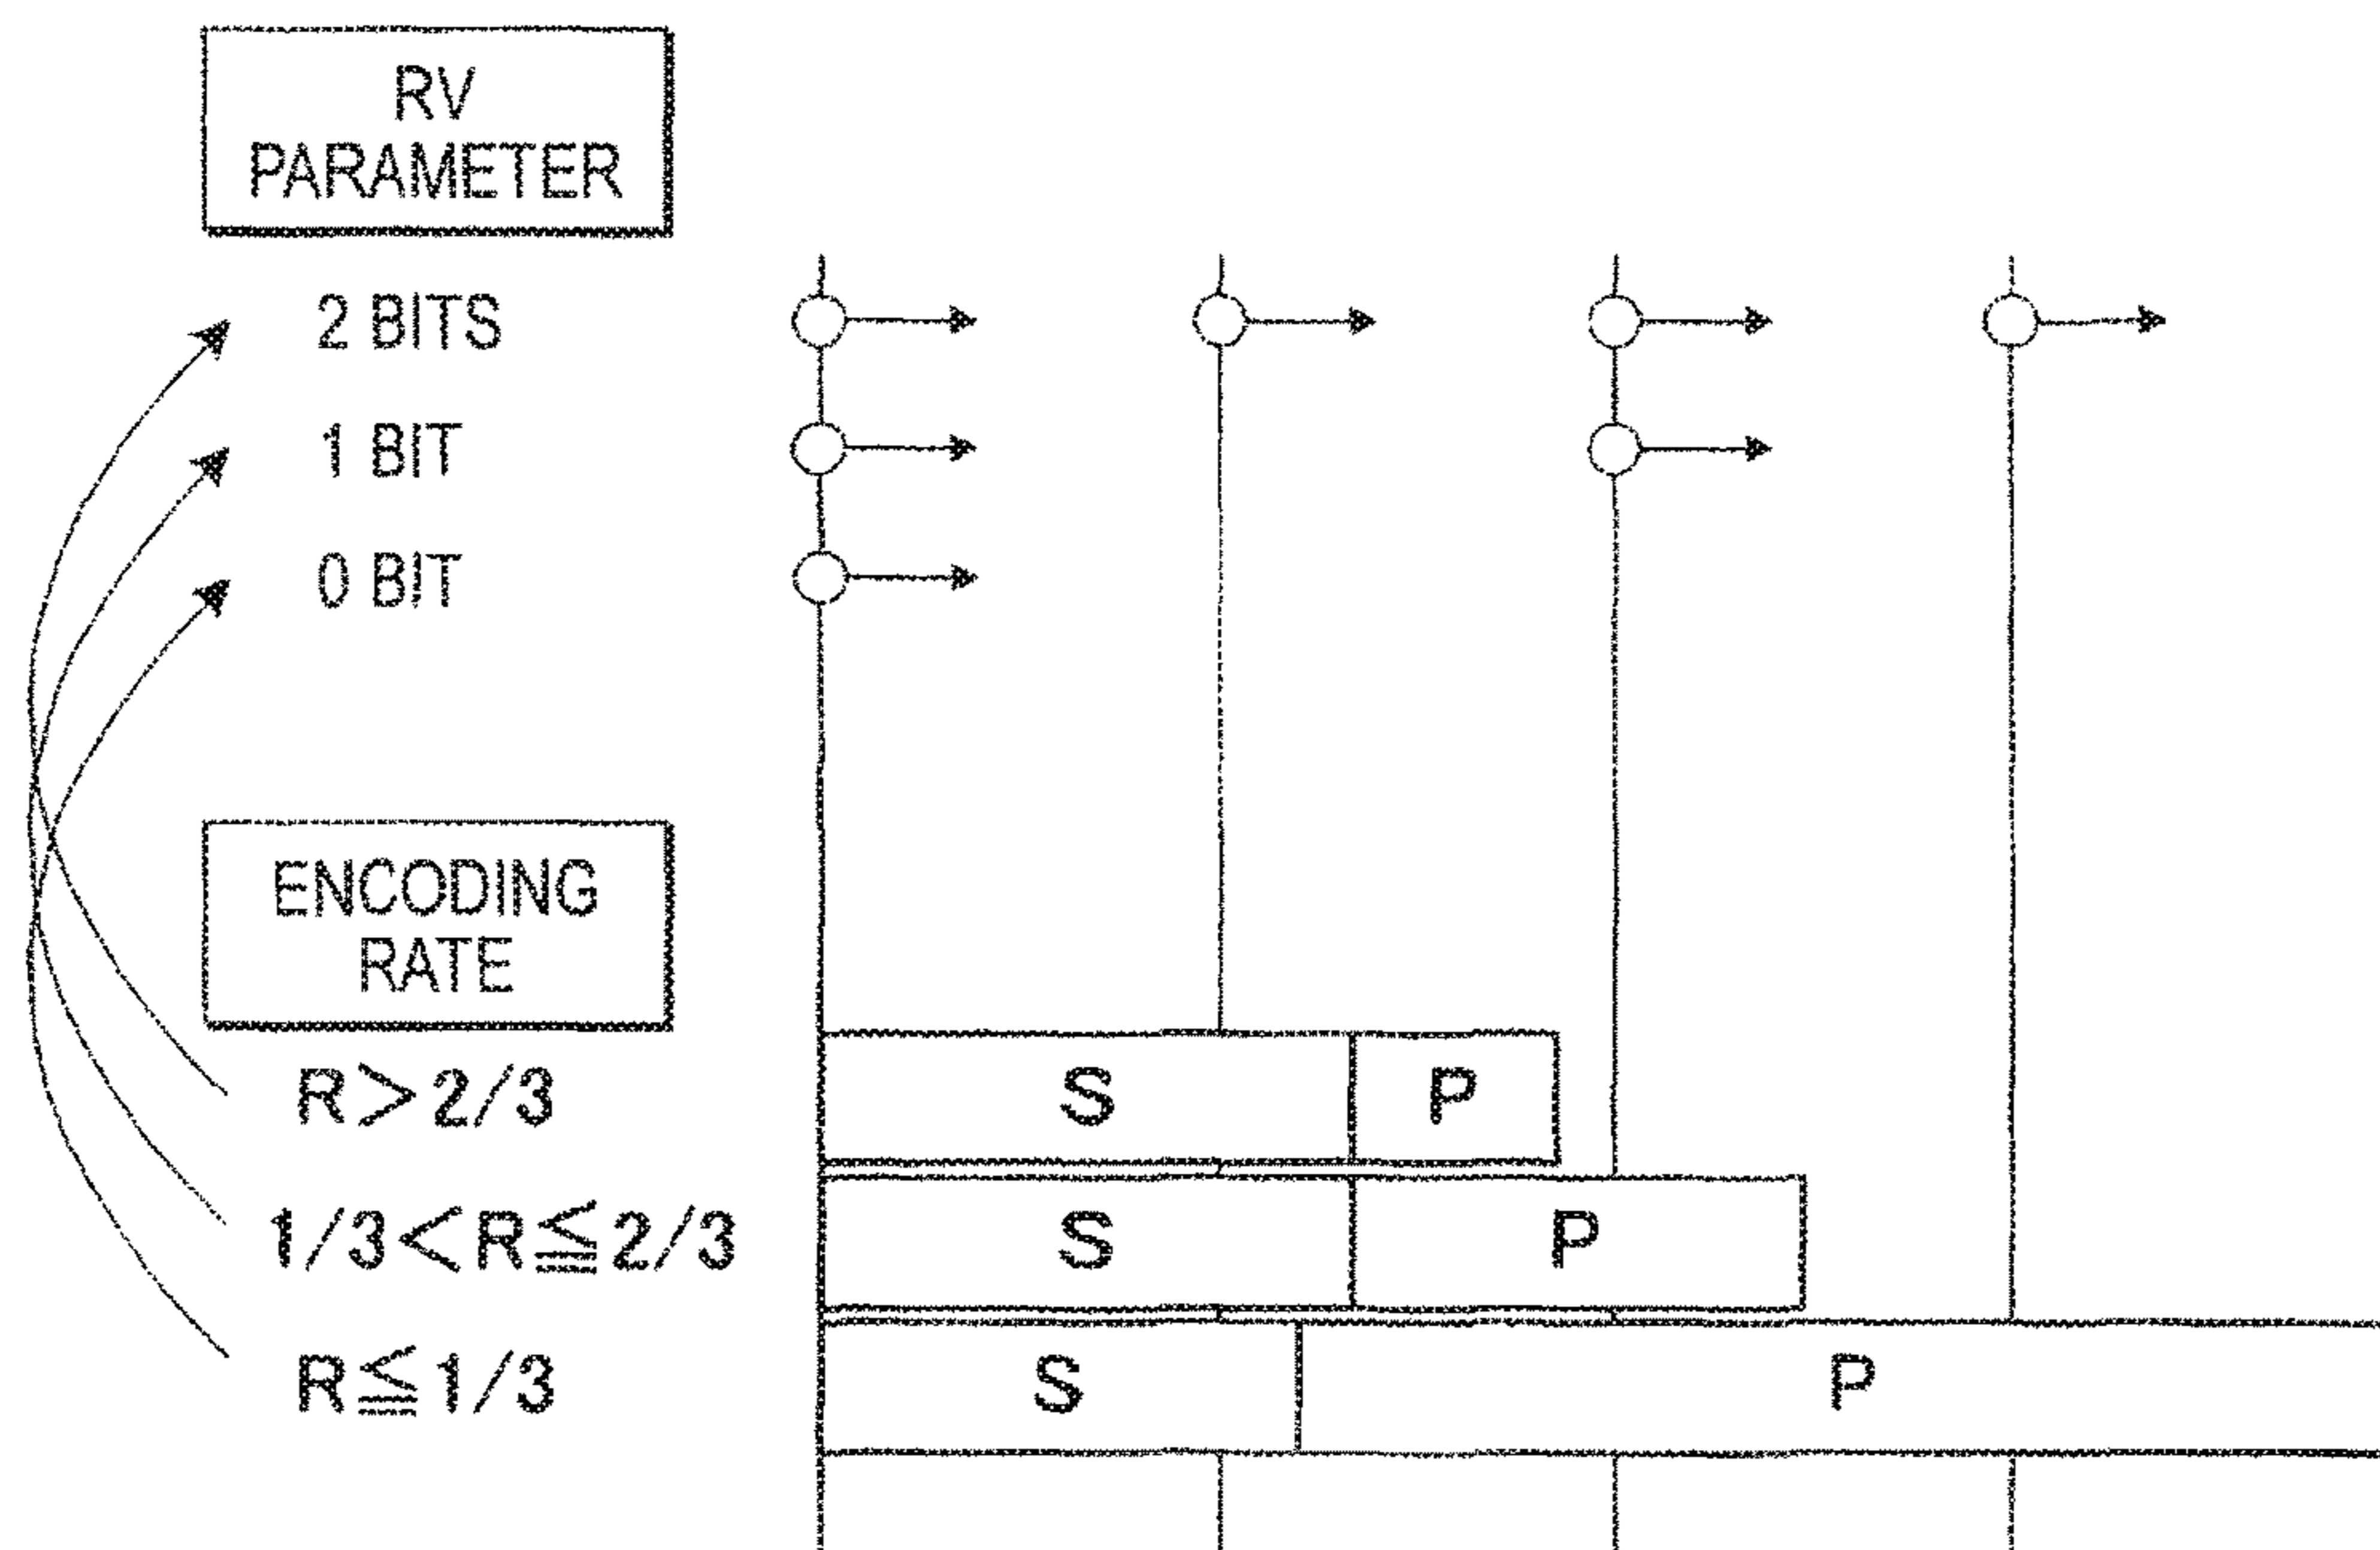 RV
PARAMETER
2 BITS
1 BIT
0 BIT
ENCODING
RATE
R>2/3
S
P
1/3<R≦2/3
S
P
R≦1/3
S
P